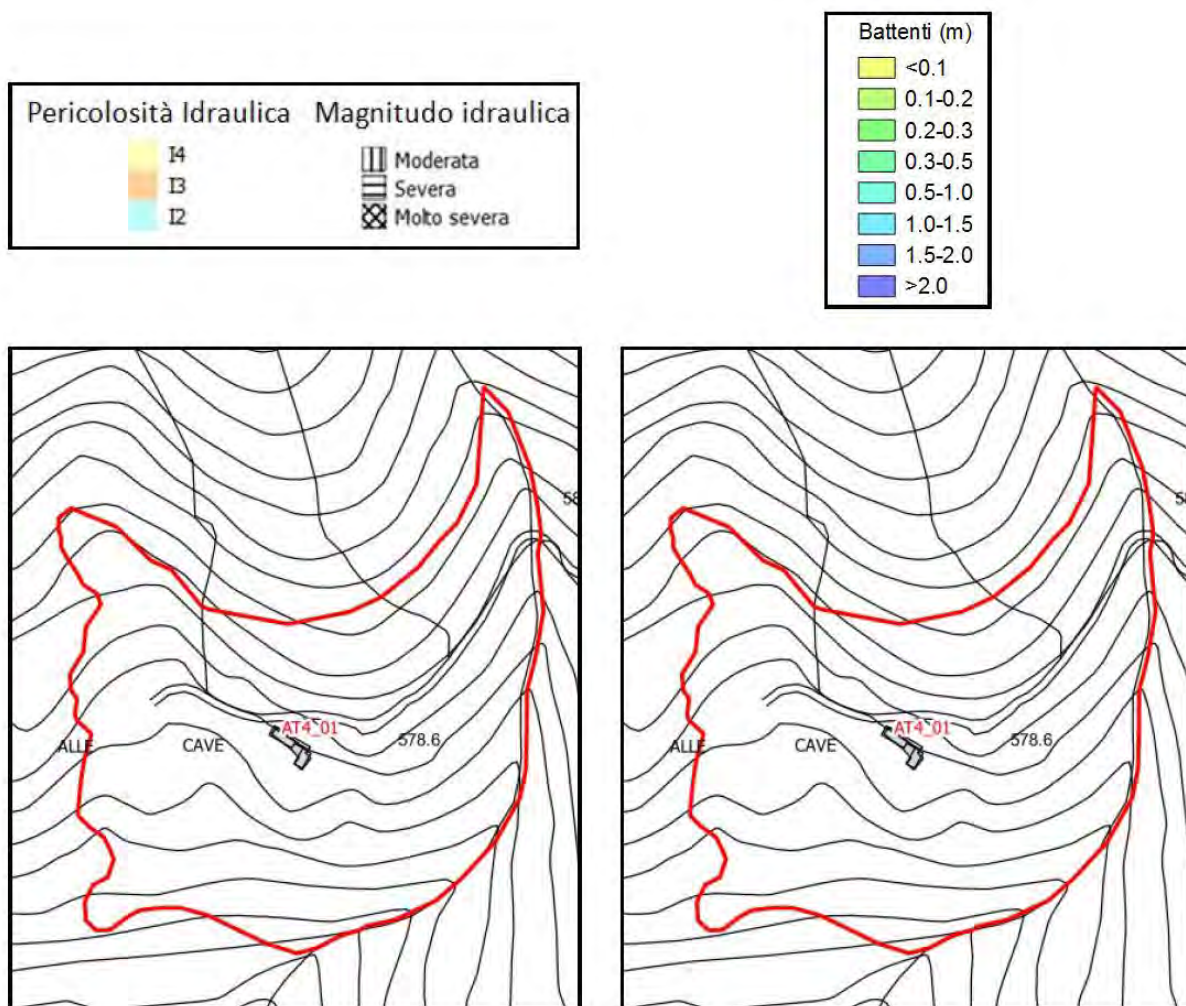 Battenti (m)
<0.1
0.1-0.2
0.2-0.3
0.3-0.5
0.5-1.0
1.0-1.5
1.5-2.0
>2.0
Pericolosità Idraulica
I4
I3
I2
Magnitudo idraulica
Moderata
Severa
Molto severa
58
AT4_01
578.6
ALLE
CAVE
58
AT4_01
578.6
ALLE
CAVE